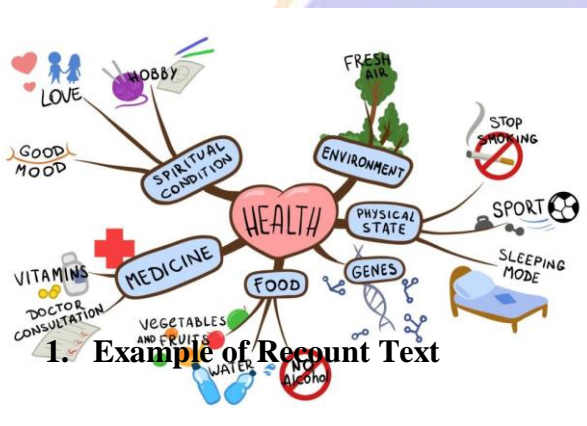 LOVE
HOBBY
GOOD
MOOD
SPIRITUAL
CONDITION
FRESH
AIR
ENVIRONMENT
STOP
SMOKING
HEALTH
PHYSICAL
STATE
SPORT
SLEEPING
MODE
MEDICINE
VITAMINS
DOCTOR
CONSULTATION
FOOD
GENES
VEGETABLES
AND FRUITS
WATER
NO
Alcohol
1. Example of Recount Text